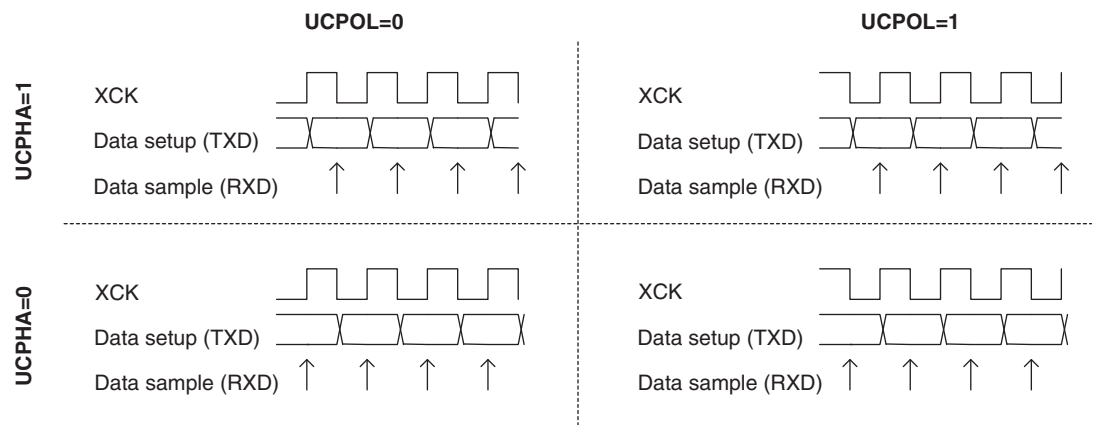 UCPOL=0
UCPOL=1
UCPHA=1
XCK
Data setup (TXD)
Data sample (RXD)
XCK
Data setup (TXD)
Data sample (RXD)
UCPHA=0
XCK
Data setup (TXD)
Data sample (RXD)
XCK
Data setup (TXD)
Data sample (RXD)